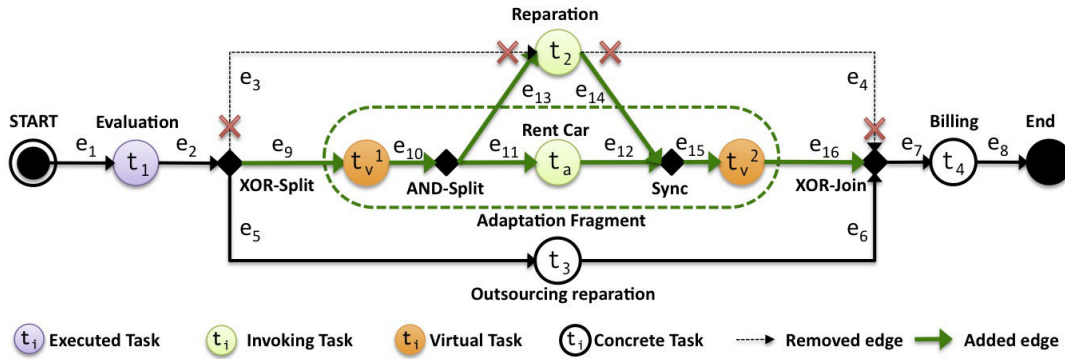 Reparation
t2
e3
e4
e13
e14
START
Evaluation
Rent Car
Billing
End
e1
t1
e2
e9
tv1
e10
e11
ta
e12
e15
tv2
e16
e7
t4
e8
XOR-Split
AND-Split
Sync
XOR-Join
Adaptation Fragment
e5
t3
e6
Outsourcing reparation
ti Executed Task
ti Invoking Task
ti Virtual Task
ti Concrete Task
Removed edge
Added edge